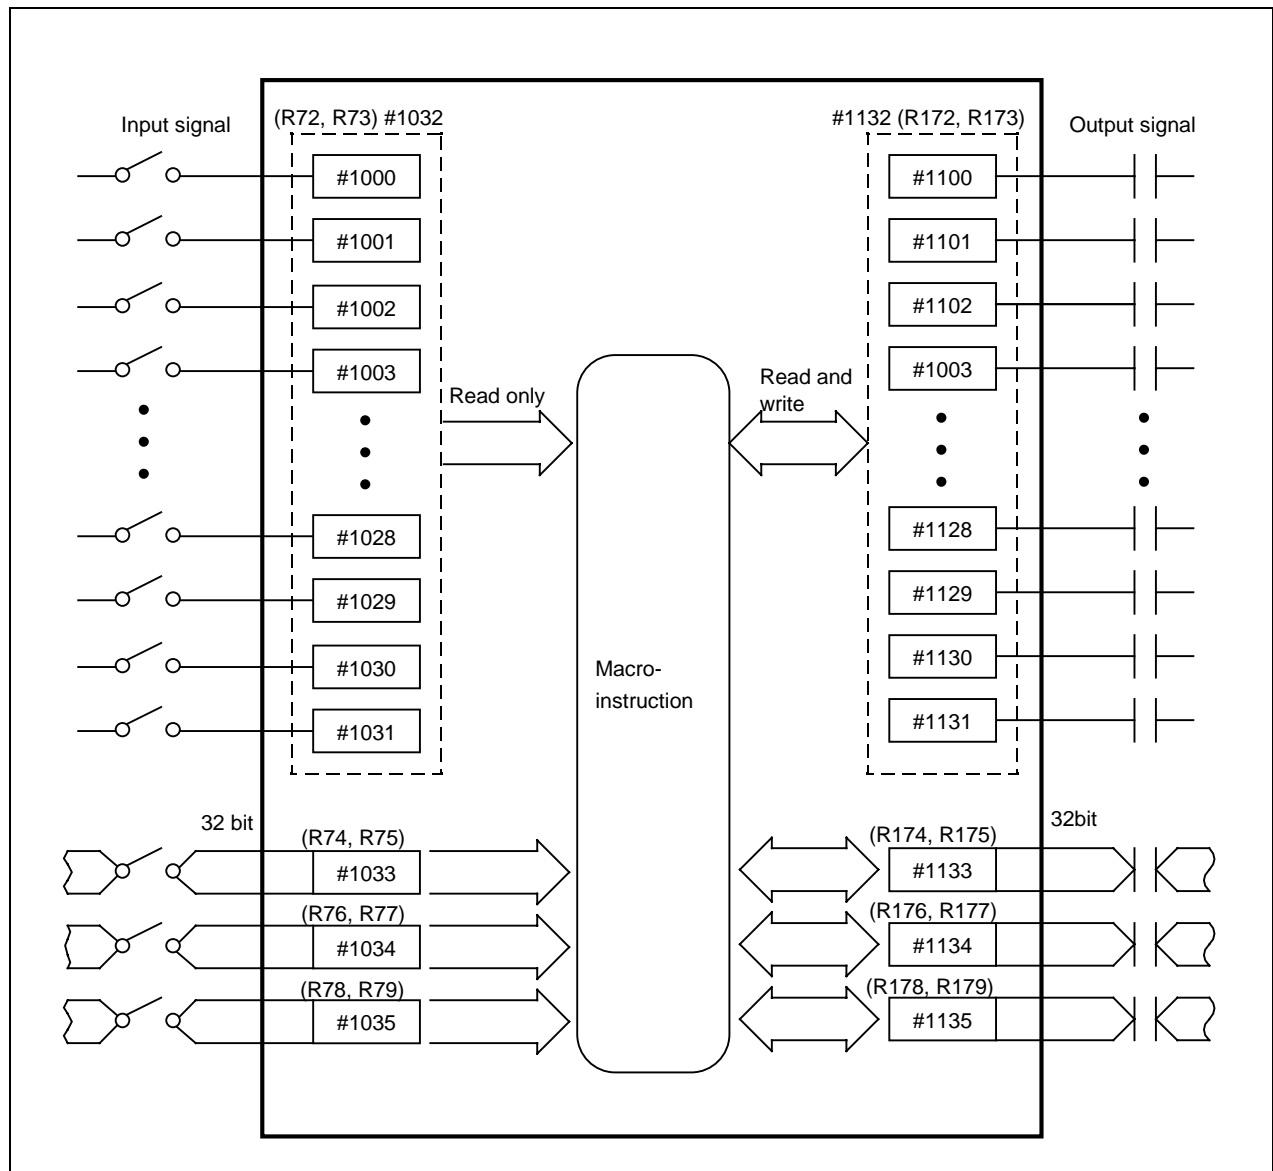 Input signal
(R72, R73) #1032
#1132 (R172, R173)
Output signal
#1000
#1100
#1001
#1101
#1002
#1102
#1003
#1003
Read only
Read and
write
#1028
#1128
#1029
#1129
#1030
#1130
#1031
#1131
Macro-
instruction
32 bit
(R74, R75)
#1033
(R174, R175)
#1133
32bit
(R76, R77)
#1034
(R176, R177)
#1134
(R78, R79)
#1035
(R178, R179)
#1135